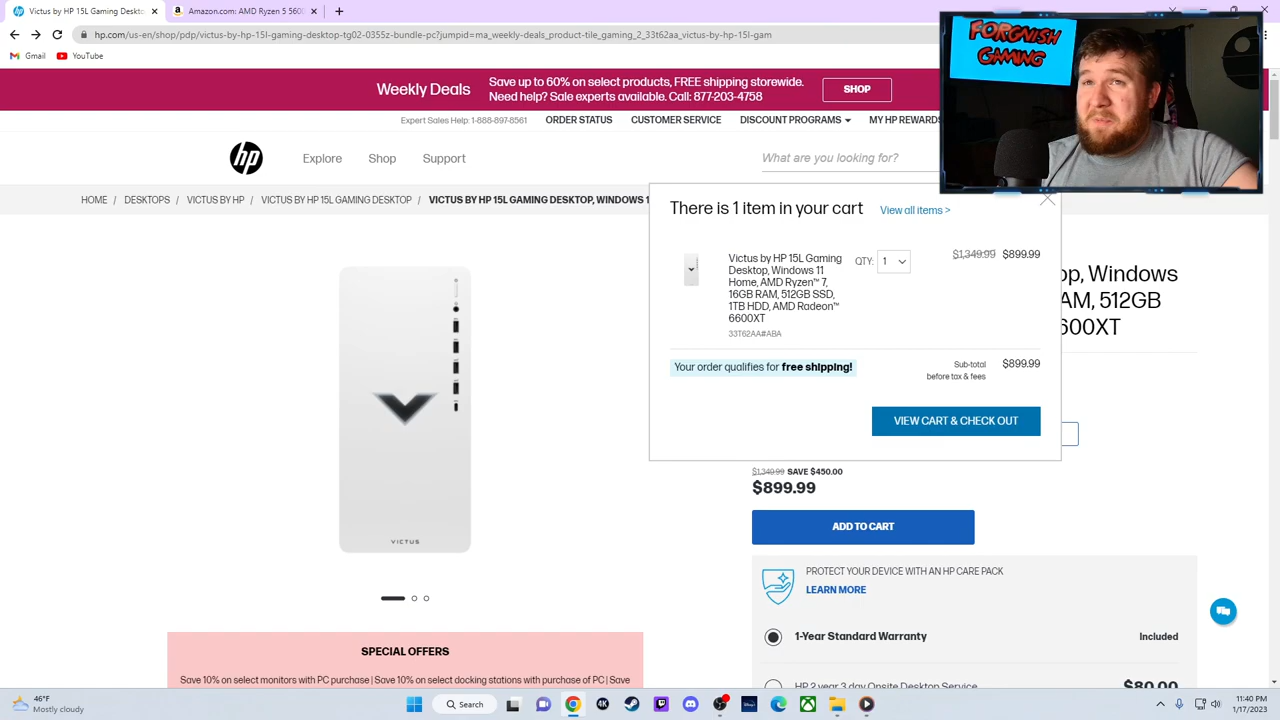 Victus by HP 15L Gaming Deskto
Amazon.com: AMD Ryzen 5 5600X
hp.com/us-en/shop/pdp/victus-by-hp-15l-gaming-desktop-tg02-0355z-bundle-pc?jumpid=ma_weekly-deals_product-tile_gaming_2_33t62aa_victus-by-hp-15l-gam
Gmail YouTube
Weekly Deals
Save up to 60% on select products, FREE shipping storewide.
Need help? Sale experts available. Call: 877-203-4758
SHOP
FORGNISH
GAMING
Expert Sales Help: 1-888-897-8561 ORDER STATUS CUSTOMER SERVICE DISCOUNT PROGRAMS MY HP REWARDS
hp
Explore Shop Support
What are you looking for?
HOME / DESKTOPS / VICTUS BY HP / VICTUS BY HP 15L GAMING DESKTOP / VICTUS BY HP 15L GAMING DESKTOP, WINDOWS 1
There is 1 item in your cart View all items >
Victus by HP 15L Gaming
Desktop, Windows 11
Home, AMD Ryzen™ 7,
16GB RAM, 512GB SSD,
1TB HDD, AMD Radeon™
6600XT
33T62AA#ABA
QTY: 1
$1,349.99 $899.99
Your order qualifies for free shipping!
Sub-total
before tax & fees
$899.99
VIEW CART & CHECK OUT
op, Windows
AM, 512GB
600XT
VICTUS
$1,349.99 SAVE $450.00
$899.99
ADD TO CART
PROTECT YOUR DEVICE WITH AN HP CARE PACK
LEARN MORE
1-Year Standard Warranty Included
HP 2 year 3 day Onsite Desktop Service $80.00
SPECIAL OFFERS
Save 10% on select monitors with PC purchase | Save 10% on select docking stations with purchase of PC | Save
46°F
Mostly cloudy
Search
4K
11:40 PM
1/17/2023